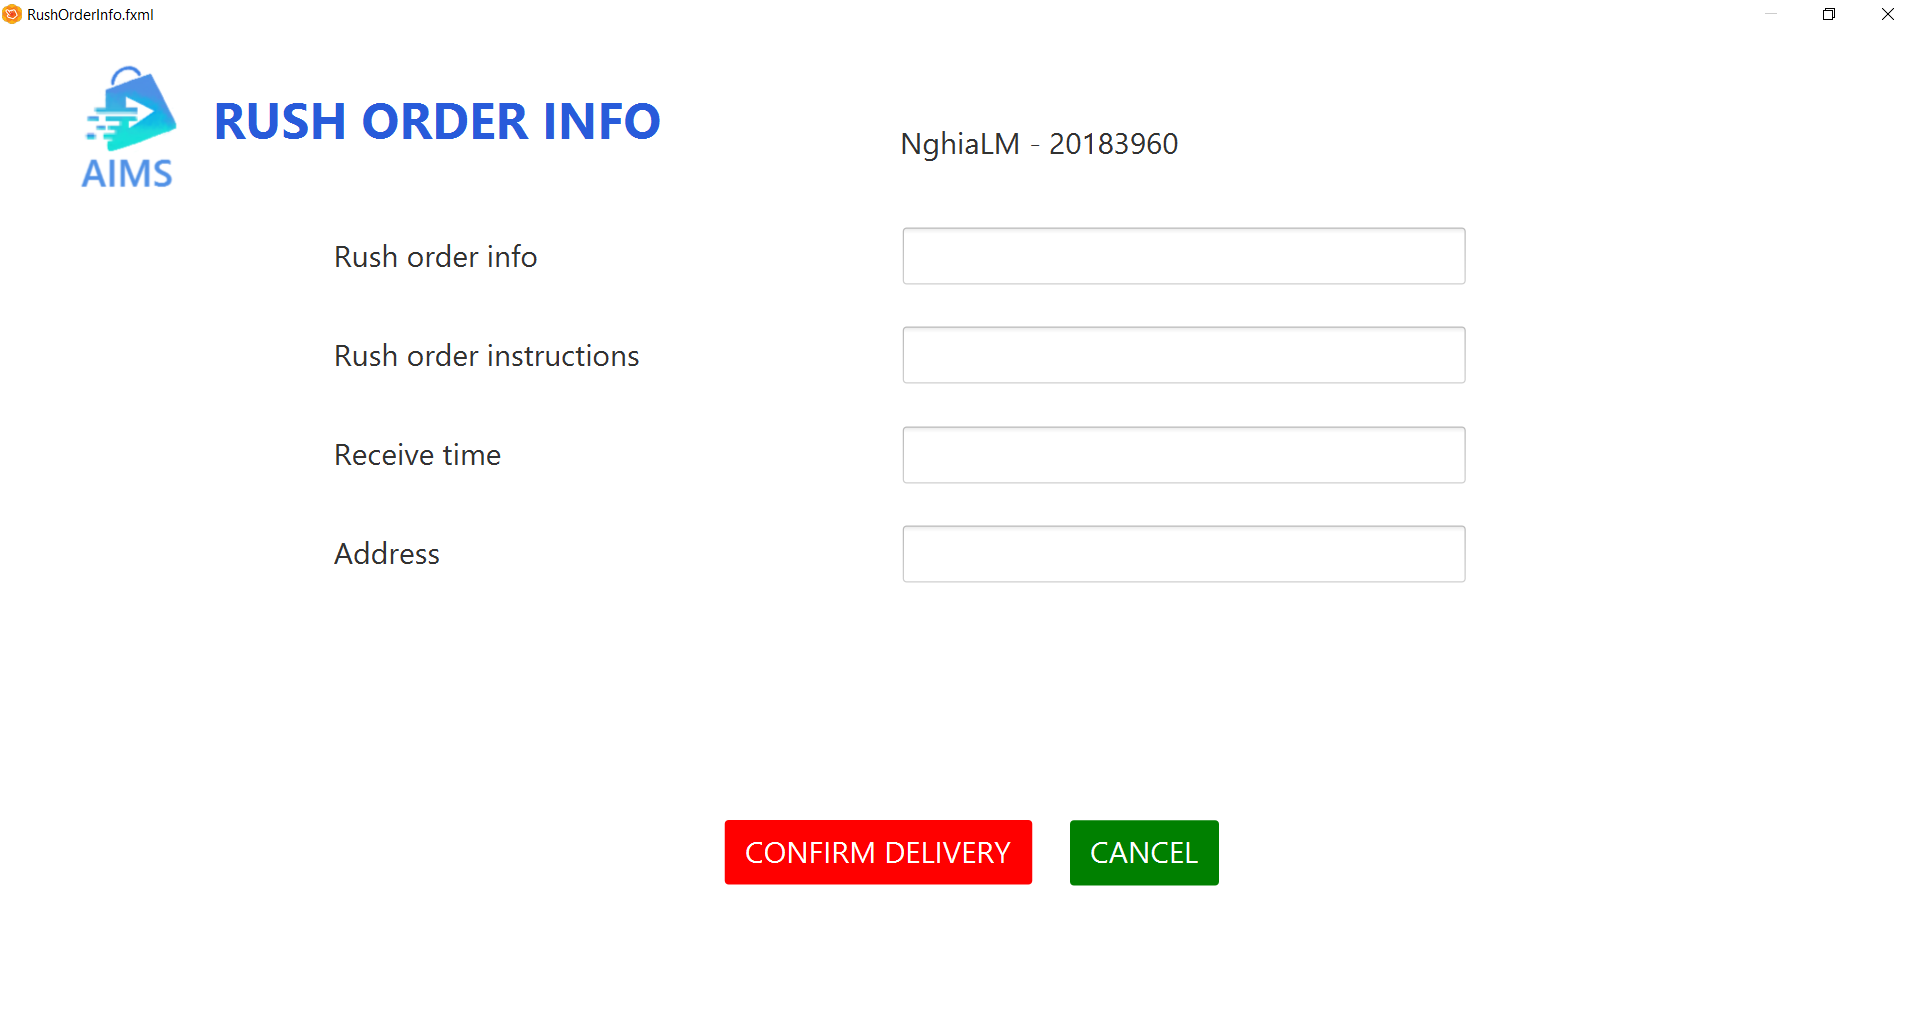 RushOrderInfo.fxml
AIMS
RUSH ORDER INFO
NghiaLM - 20183960
Rush order info
Rush order instructions
Receive time
Address
CONFIRM DELIVERY
CANCEL